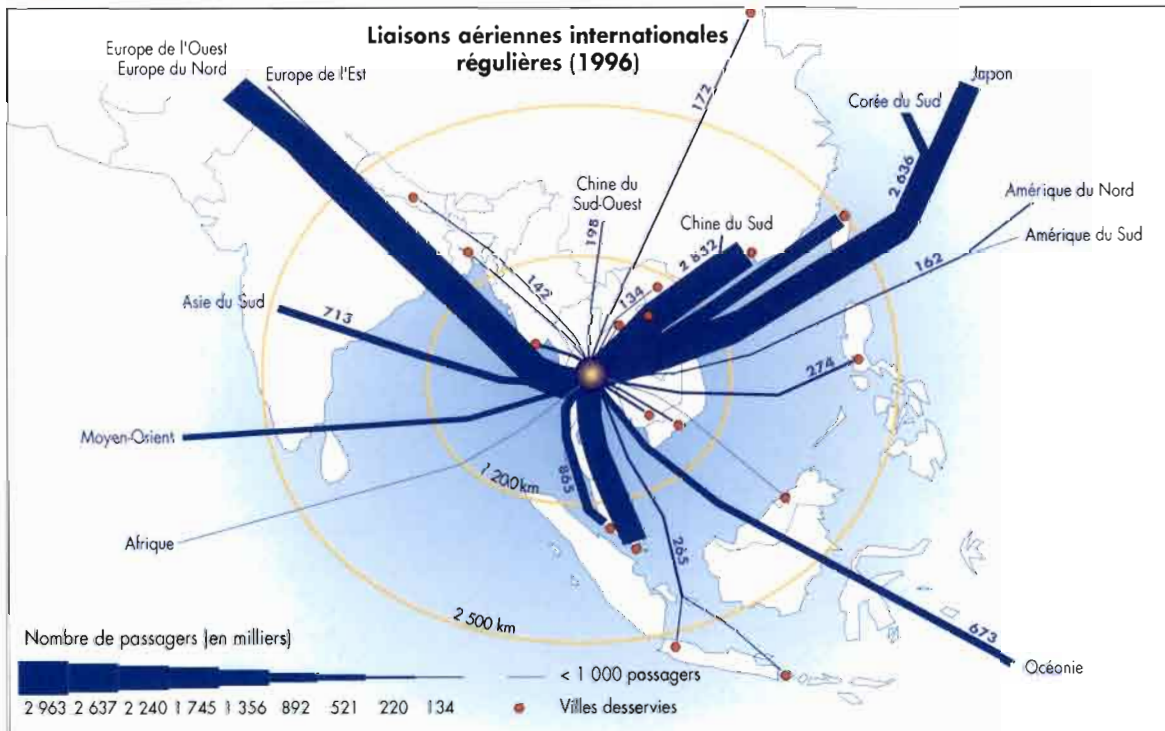 Liaisons aériennes internationales
régulières (1996)
Europe de l'Ouest
Europe du Nord
Europe de l'Est
Japon
Corée du Sud
172
2 636
Chine du
Sud-Ouest
198
Chine du Sud
2 832
Amérique du Nord
Amérique du Sud
162
142
134
Asie du Sud
713
274
Moyen-Orient
865
1 200 km
Afrique
265
2 500 km
673
Océonie
Nombre de passagers (en milliers)
2 963 2 637 2 240 1 745 1 356 892 521 220 134
< 1 000 passagers
Villes desservies